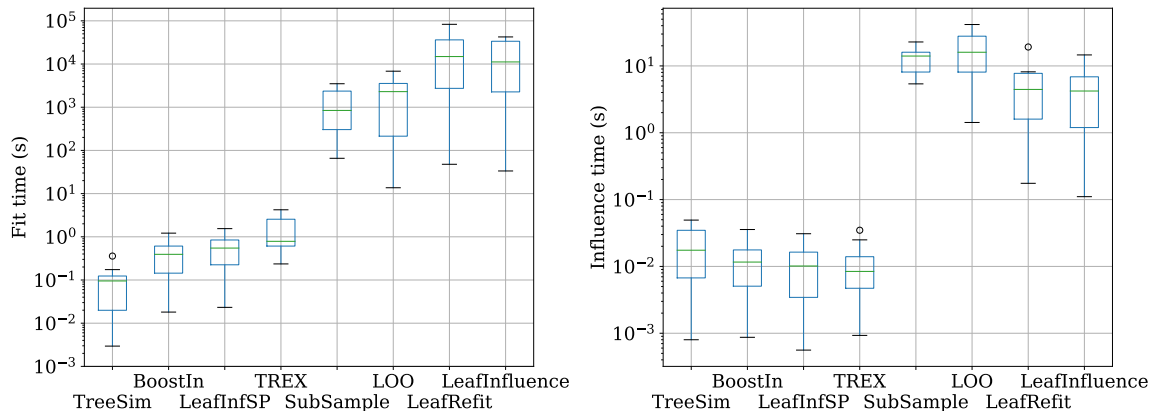 Fit time (s)
10^5
10^4
10^3
10^2
10^1
10^0
10^-1
10^-2
10^-3
BoostIn TREX LOO LeafInfluence
TreeSim LeafInfSP SubSample LeafRefit
Influence time (s)
10^1
10^0
10^-1
10^-2
10^-3
BoostIn TREX LOO LeafInfluence
TreeSim LeafInfSP SubSample LeafRefit